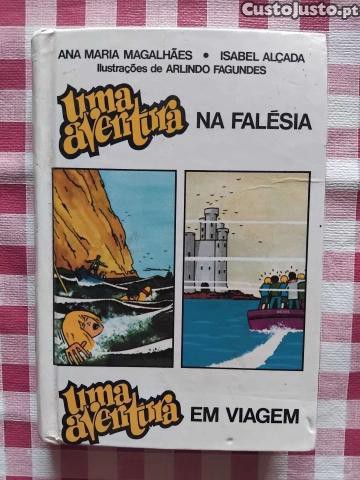 CustoJusto.pt
ANA MARIA MAGALHÃES • ISABEL ALÇADA
Ilustrações de ARLINDO FAGUNDES
uma aventura NA FALÉSIA
uma aventura EM VIAGEM